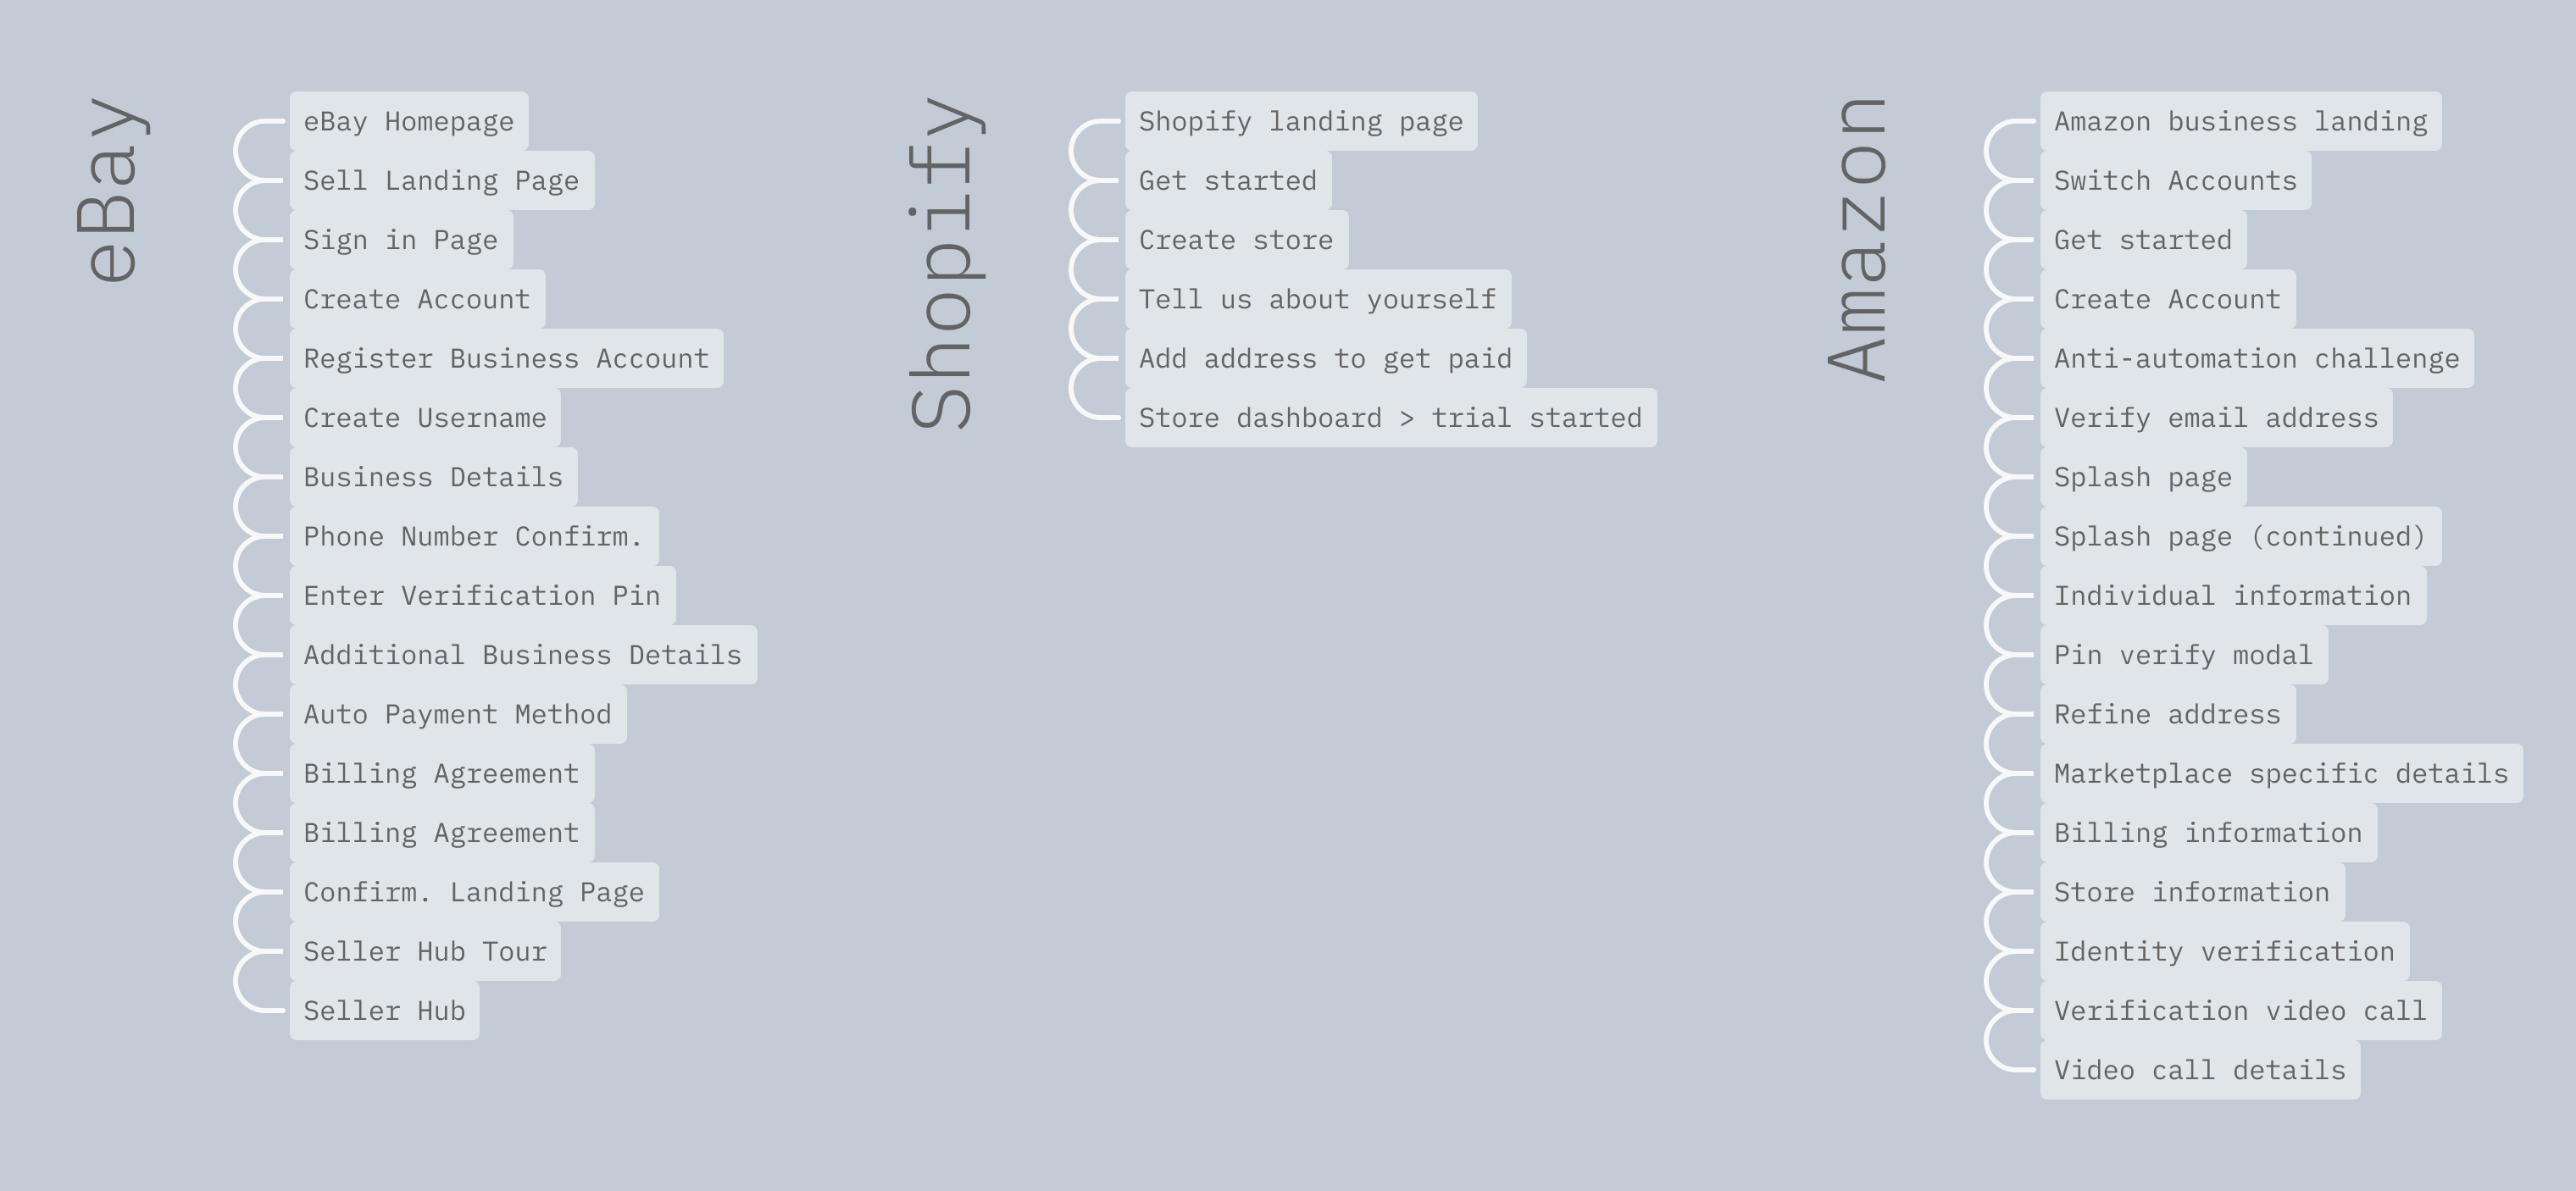 eBay
eBay Homepage
Sell Landing Page
Sign in Page
Create Account
Register Business Account
Create Username
Business Details
Phone Number Confirm.
Enter Verification Pin
Additional Business Details
Auto Payment Method
Billing Agreement
Billing Agreement
Confirm. Landing Page
Seller Hub Tour
Seller Hub
Shopify
Shopify landing page
Get started
Create store
Tell us about yourself
Add address to get paid
Store dashboard > trial started
Amazon
Amazon business landing
Switch Accounts
Get started
Create Account
Anti-automation challenge
Verify email address
Splash page
Splash page (continued)
Individual information
Pin verify modal
Refine address
Marketplace specific details
Billing information
Store information
Identity verification
Verification video call
Video call details